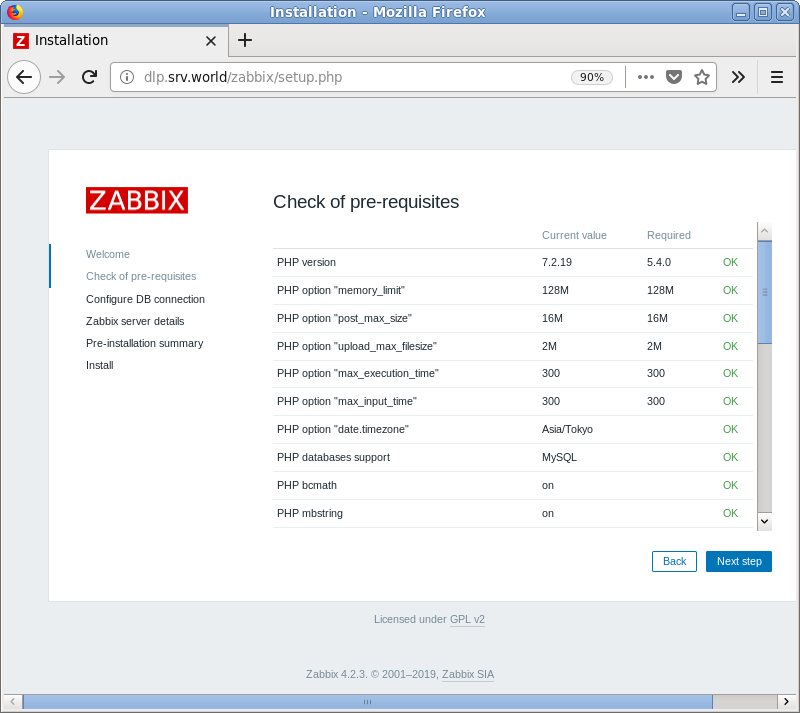 Installation - Mozilla Firefox
Installation
dlp.srv.world/zabbix/setup.php 90%
ZABBIX
Welcome
Check of pre-requisites
Configure DB connection
Zabbix server details
Pre-installation summary
Install
Check of pre-requisites
Current value Required
PHP version 7.2.19 5.4.0 OK
PHP option "memory_limit" 128M 128M OK
PHP option "post_max_size" 16M 16M OK
PHP option "upload_max_filesize" 2M 2M OK
PHP option "max_execution_time" 300 300 OK
PHP option "max_input_time" 300 300 OK
PHP option "date.timezone" Asia/Tokyo OK
PHP databases support MySQL OK
PHP bcmath on OK
PHP mbstring on OK
Back Next step
Licensed under GPL v2
Zabbix 4.2.3. © 2001–2019, Zabbix SIA